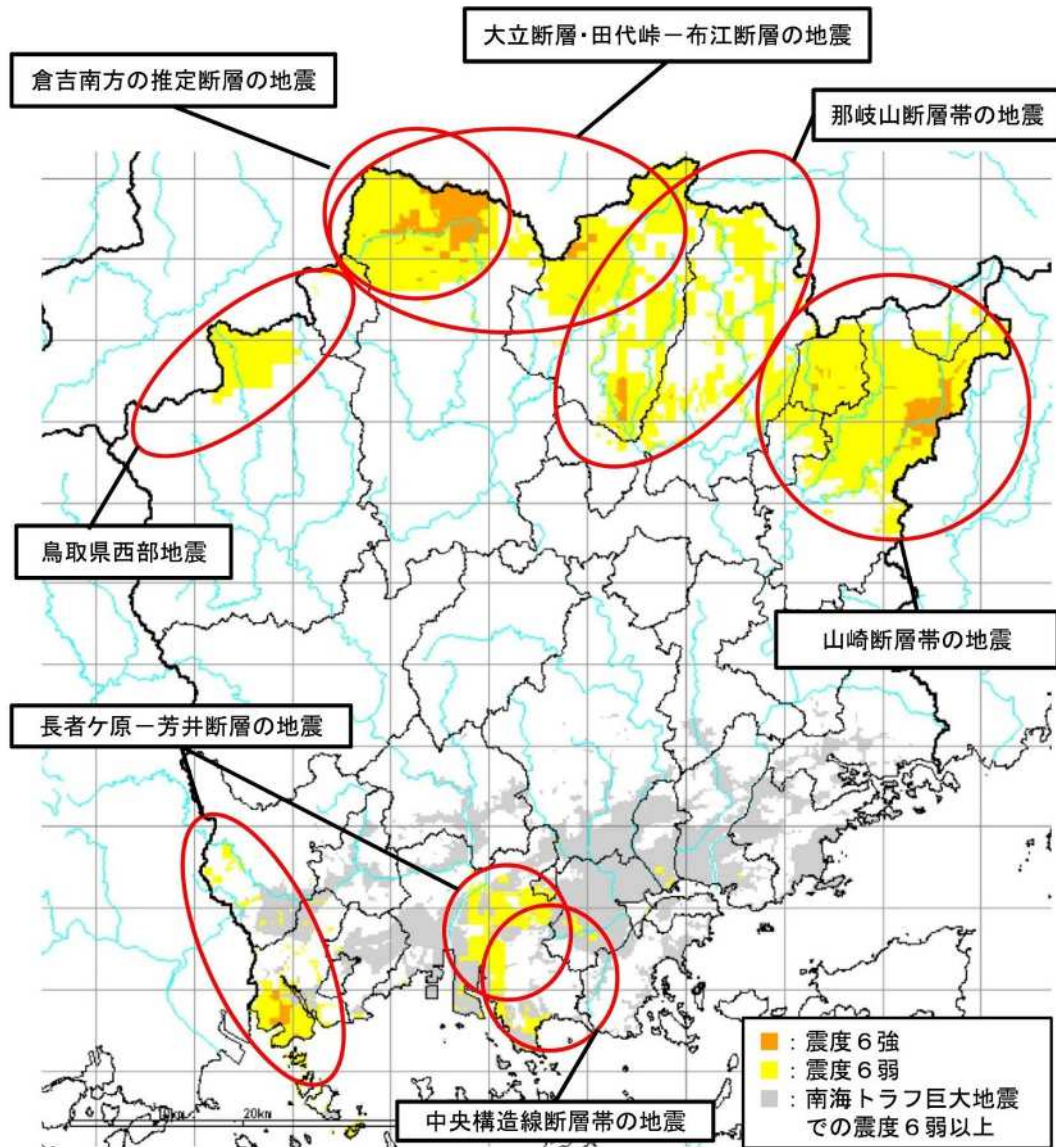 大立断層・田代峠－布江断層の地震
倉吉南方の推定断層の地震
那岐山断層帯の地震
鳥取県西部地震
山崎断層帯の地震
長者ケ原－芳井断層の地震
中央構造線断層帯の地震
：震度６強
：震度６弱
：南海トラフ巨大地震
での震度６弱以上
10km
20km